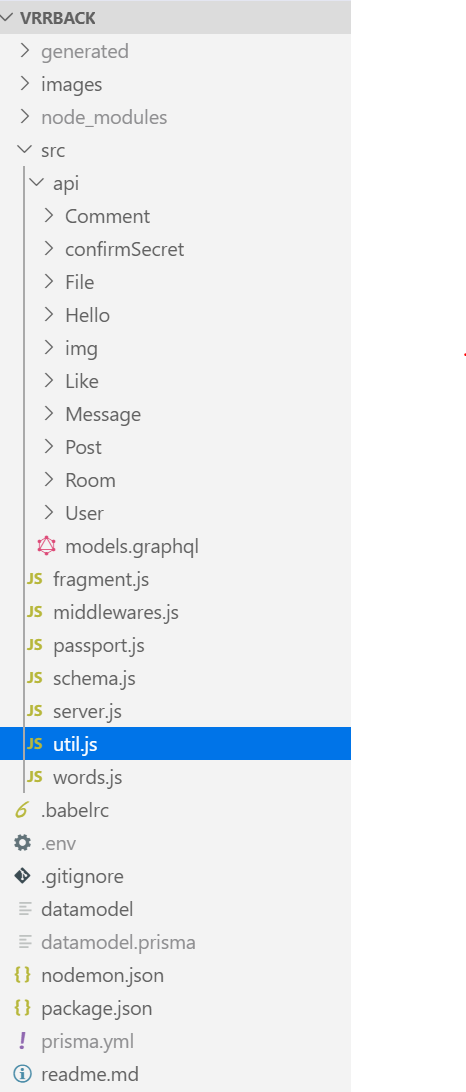 VRRBACK
generated
images
node_modules
src
api
Comment
confirmSecret
File
Hello
img
Like
Message
Post
Room
User
models.graphql
JS fragment.js
JS middlewares.js
JS passport.js
JS schema.js
JS server.js
JS util.js
JS words.js
.babelrc
.env
.gitignore
datamodel
datamodel.prisma
{ } nodemon.json
{ } package.json
! prisma.yml
readme.md